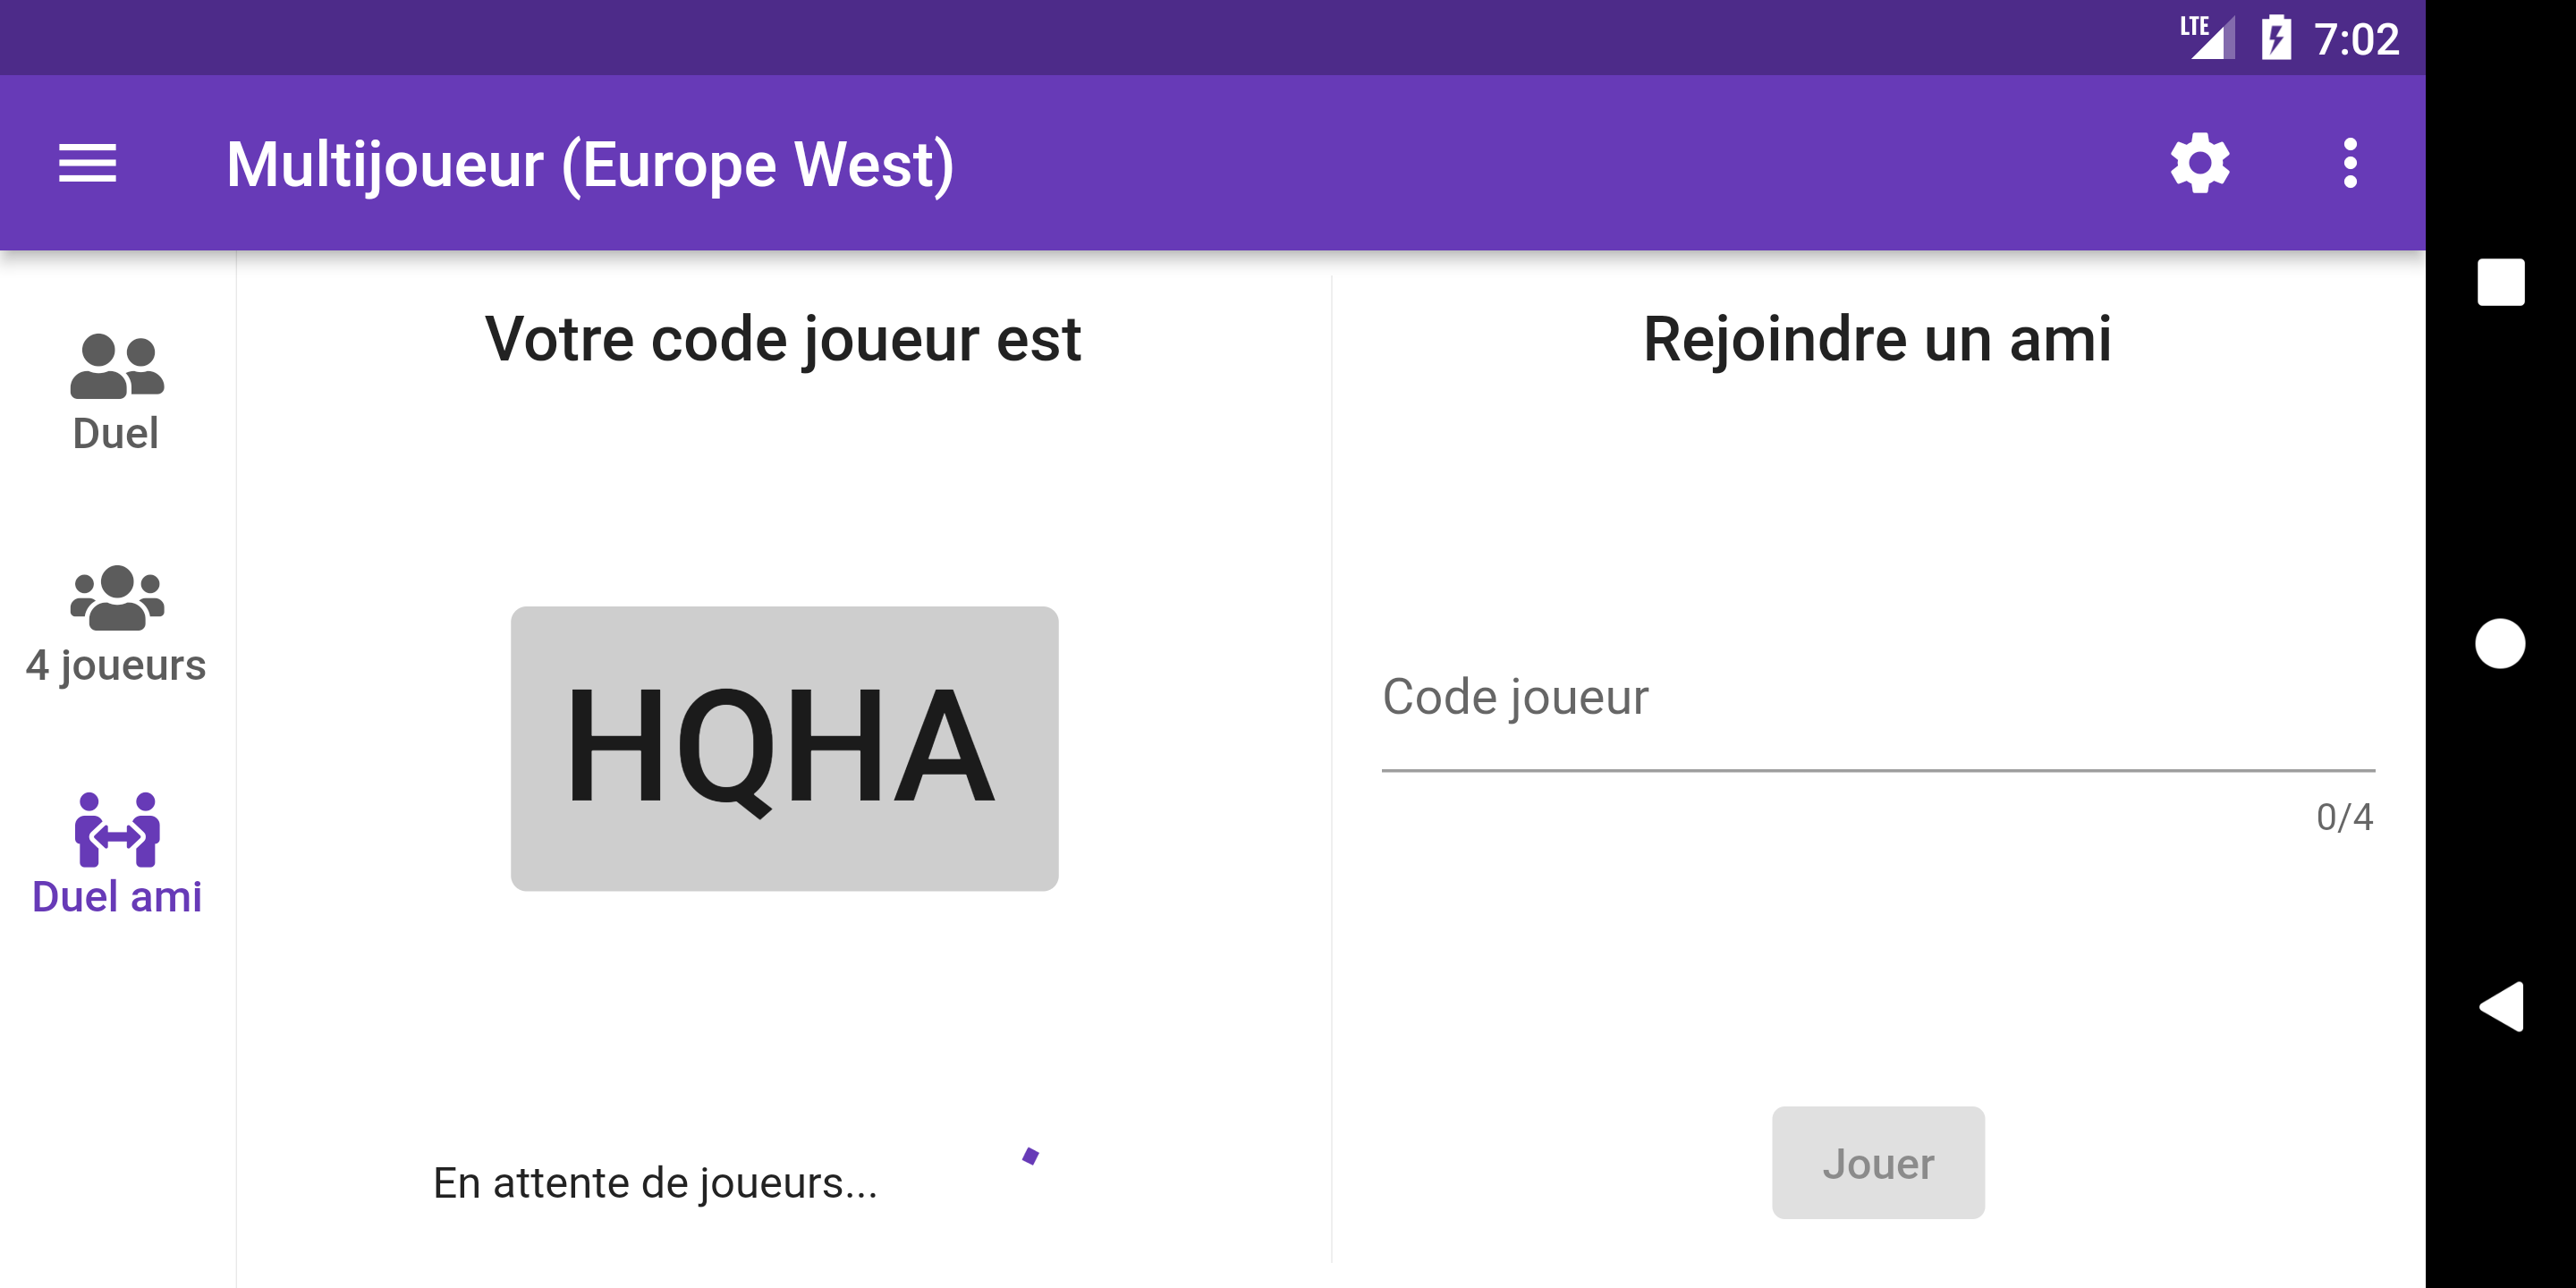 LTE 7:02
Multijoueur (Europe West)
Duel
4 joueurs
Duel ami
Votre code joueur est
HQHA
En attente de joueurs...
Rejoindre un ami
Code joueur
0/4
Jouer